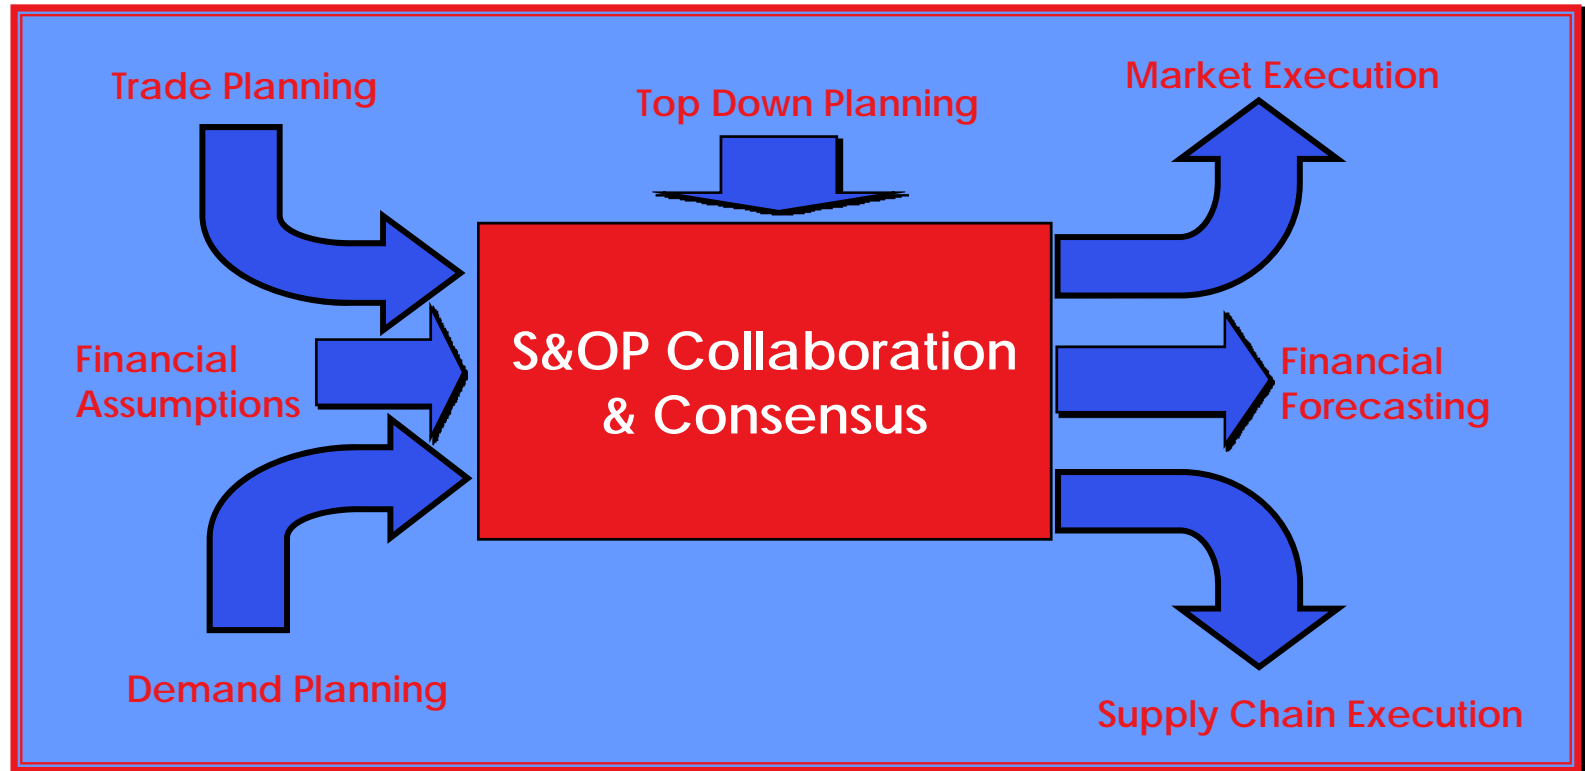 Trade Planning
Top Down Planning
Market Execution
Financial
Assumptions
S&OP Collaboration
& Consensus
Financial
Forecasting
Demand Planning
Supply Chain Execution